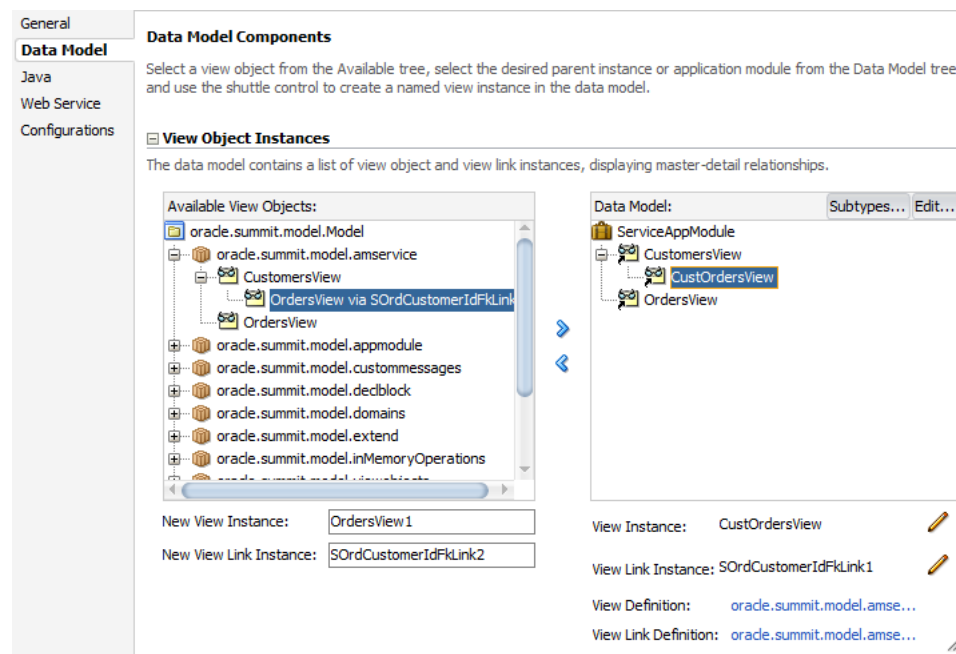 General
Data Model
Java
Web Service
Configurations
Data Model Components
Select a view object from the Available tree, select the desired parent instance or application module from the Data Model tree
and use the shuttle control to create a named view instance in the data model.
View Object Instances
The data model contains a list of view object and view link instances, displaying master-detail relationships.
Available View Objects:
oracle.summit.model.Model
oracle.summit.model.amservice
CustomersView
OrdersView via SOrdCustomerIdFkLink
OrdersView
oracle.summit.model.appmodule
oracle.summit.model.custommessages
oracle.summit.model.declblock
oracle.summit.model.domains
oracle.summit.model.extend
oracle.summit.model.inMemoryOperations
New View Instance: OrdersView1
New View Link Instance: SOrdCustomerIdFkLink2
Data Model: Subtypes... Edit...
ServiceAppModule
CustomersView
CustOrdersView
OrdersView
View Instance: CustOrdersView
View Link Instance: SOrdCustomerIdFkLink1
View Definition: oracle.summit.model.amse...
View Link Definition: oracle.summit.model.amse...